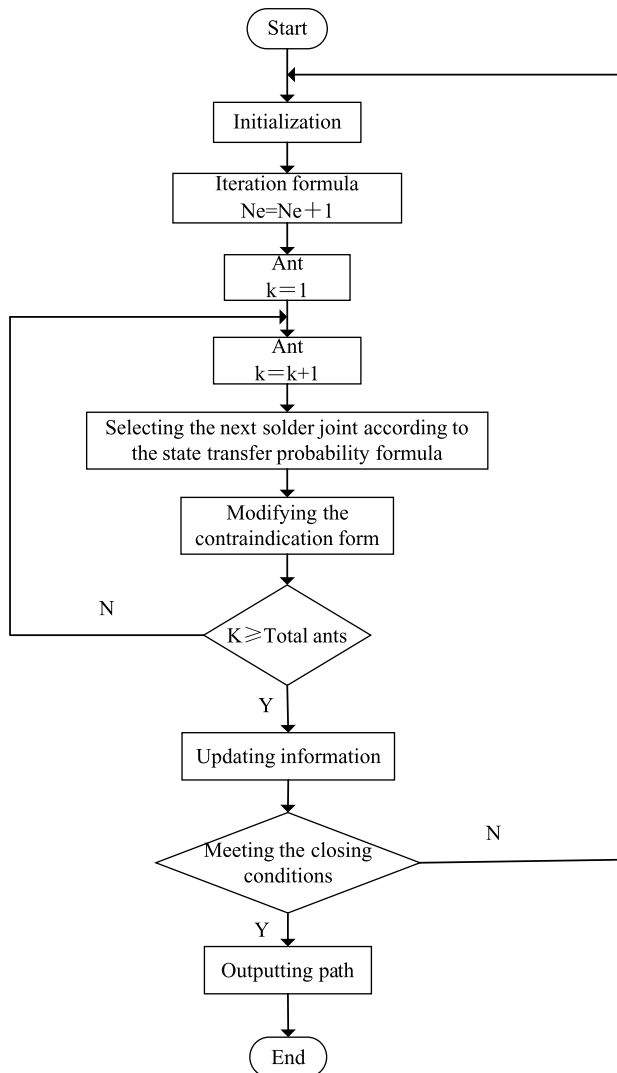 Start
Initialization
Iteration formula
Ne=Ne＋1
Ant
k＝1
Ant
k＝k+1
Selecting the next solder joint according to
the state transfer probability formula
Modifying the
contraindication form
N
K≥Total ants
Y
Updating information
N
Meeting the closing
conditions
Y
Outputting path
End